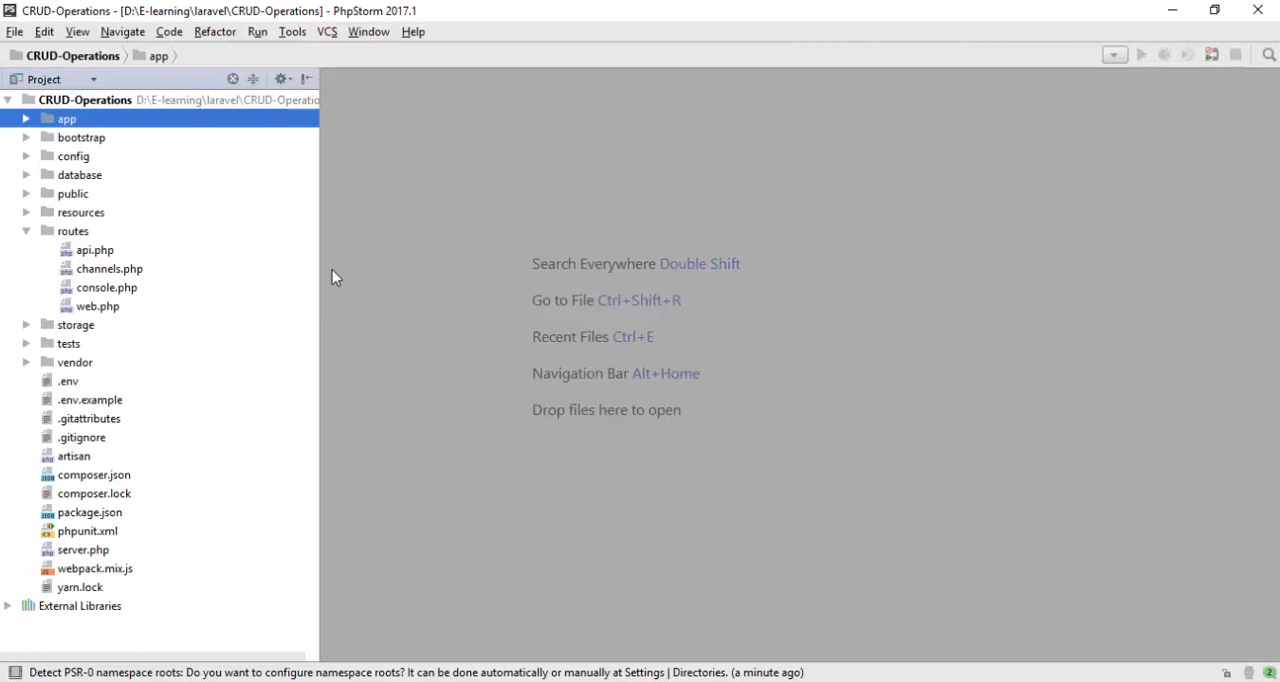 CRUD-Operations - [D:\E-learning\laravel\CRUD-Operations] - PhpStorm 2017.1
File Edit View Navigate Code Refactor Run Tools VCS Window Help
CRUD-Operations app
Project
CRUD-Operations D:\E-learning\laravel\CRUD-Operatio
app
bootstrap
config
database
public
resources
routes
api.php
channels.php
console.php
web.php
storage
tests
vendor
.env
.env.example
.gitattributes
.gitignore
artisan
composer.json
composer.lock
package.json
phpunit.xml
server.php
webpack.mix.js
yarn.lock
External Libraries
Search Everywhere Double Shift
Go to File Ctrl+Shift+R
Recent Files Ctrl+E
Navigation Bar Alt+Home
Drop files here to open
Detect PSR-0 namespace roots: Do you want to configure namespace roots? It can be done automatically or manually at Settings | Directories. (a minute ago)
2